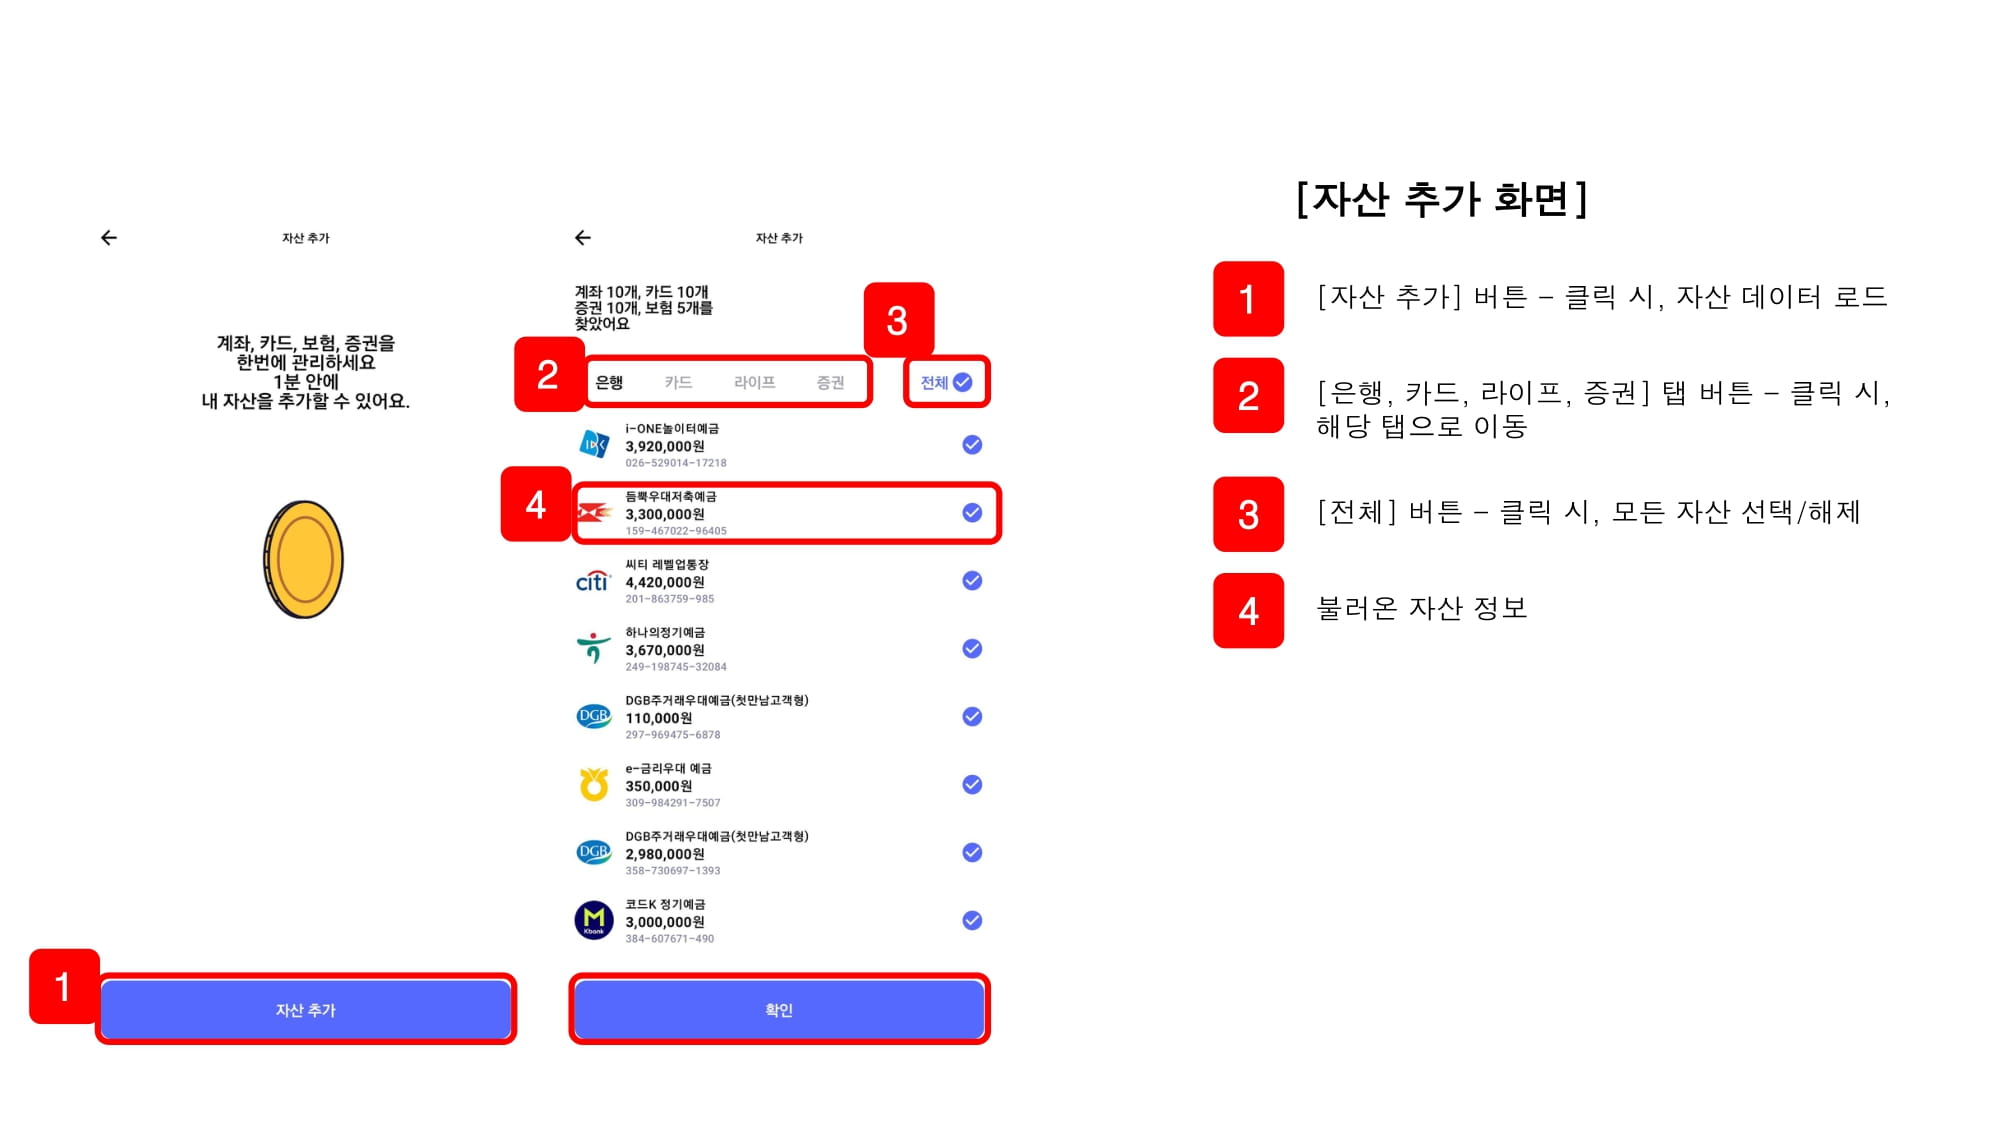 자산 추가
계좌, 카드, 보험, 증권을
한번에 관리하세요
1분 안에
내 자산을 추가할 수 있어요.
1
자산 추가
자산 추가
계좌 10개, 카드 10개
증권 10개, 보험 5개를
찾았어요
3
2
은행 카드 라이프 증권 전체
i-ONE놀이터예금
3,920,000원
026-529014-17218
4
듬뿍우대저축예금
3,300,000원
159-467022-96405
citi
씨티 레벨업통장
4,420,000원
201-863759-985
하나의정기예금
3,670,000원
249-198745-32084
DGB
DGB주거래우대예금(첫만남고객형)
110,000원
297-969475-6878
e-금리우대 예금
350,000원
309-984291-7507
DGB
DGB주거래우대예금(첫만남고객형)
2,980,000원
358-730697-1393
M
Kbank
코드K 정기예금
3,000,000원
384-607671-490
확인
[자산 추가 화면]
1 [자산 추가] 버튼 – 클릭 시, 자산 데이터 로드
2 [은행, 카드, 라이프, 증권] 탭 버튼 – 클릭 시,
해당 탭으로 이동
3 [전체] 버튼 – 클릭 시, 모든 자산 선택/해제
4 불러온 자산 정보